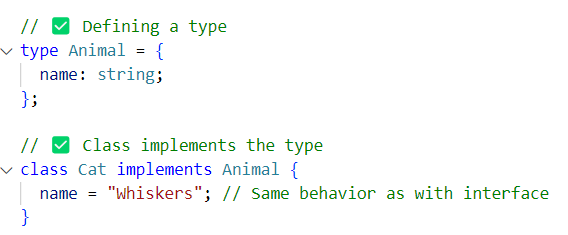 // ✅ Defining a type
type Animal = {
  name: string;
};

// ✅ Class implements the type
class Cat implements Animal {
  name = "Whiskers"; // Same behavior as with interface
}